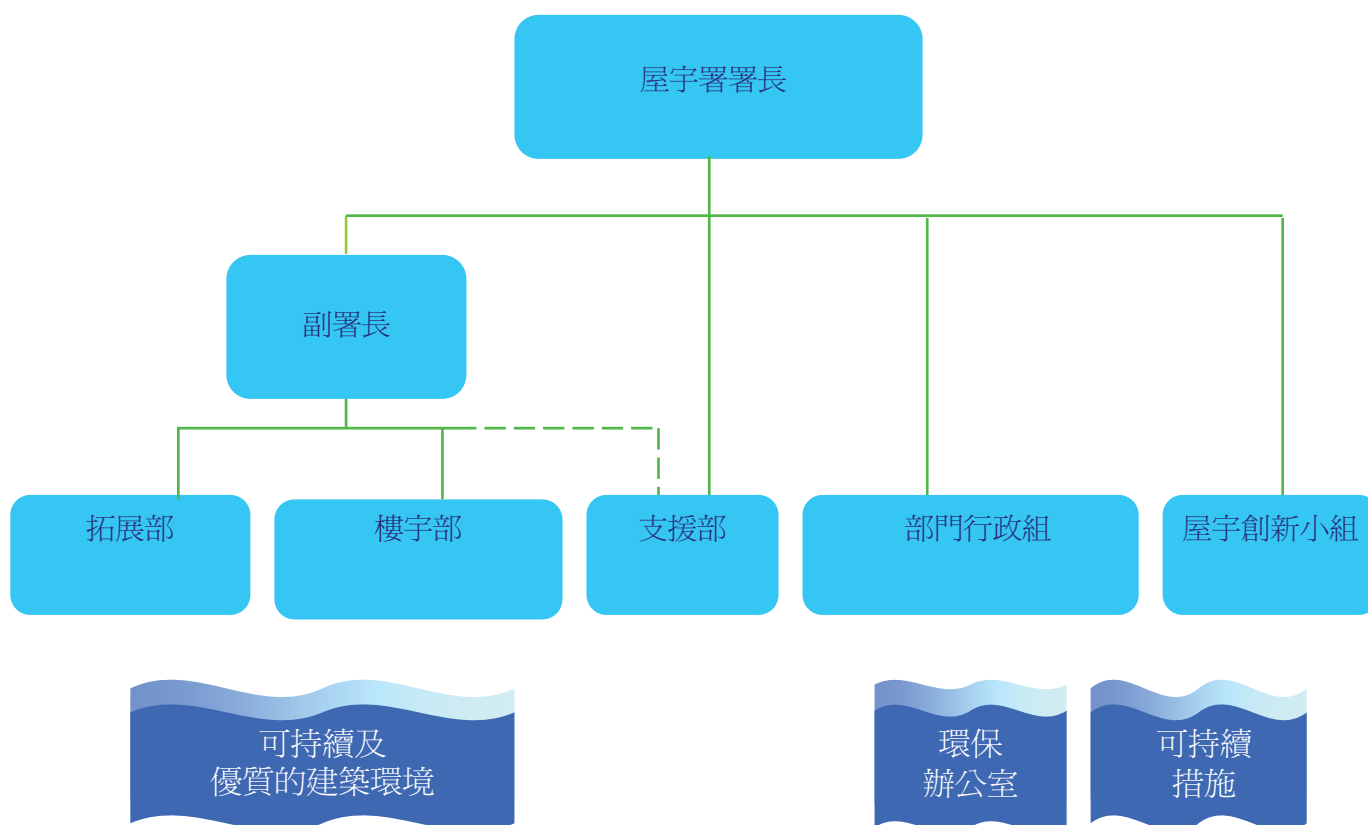 屋宇署署長
副署長
拓展部
樓宇部
支援部
部門行政組
屋宇創新小組
可持續及
優質的建築環境
環保
辦公室
可持續
措施